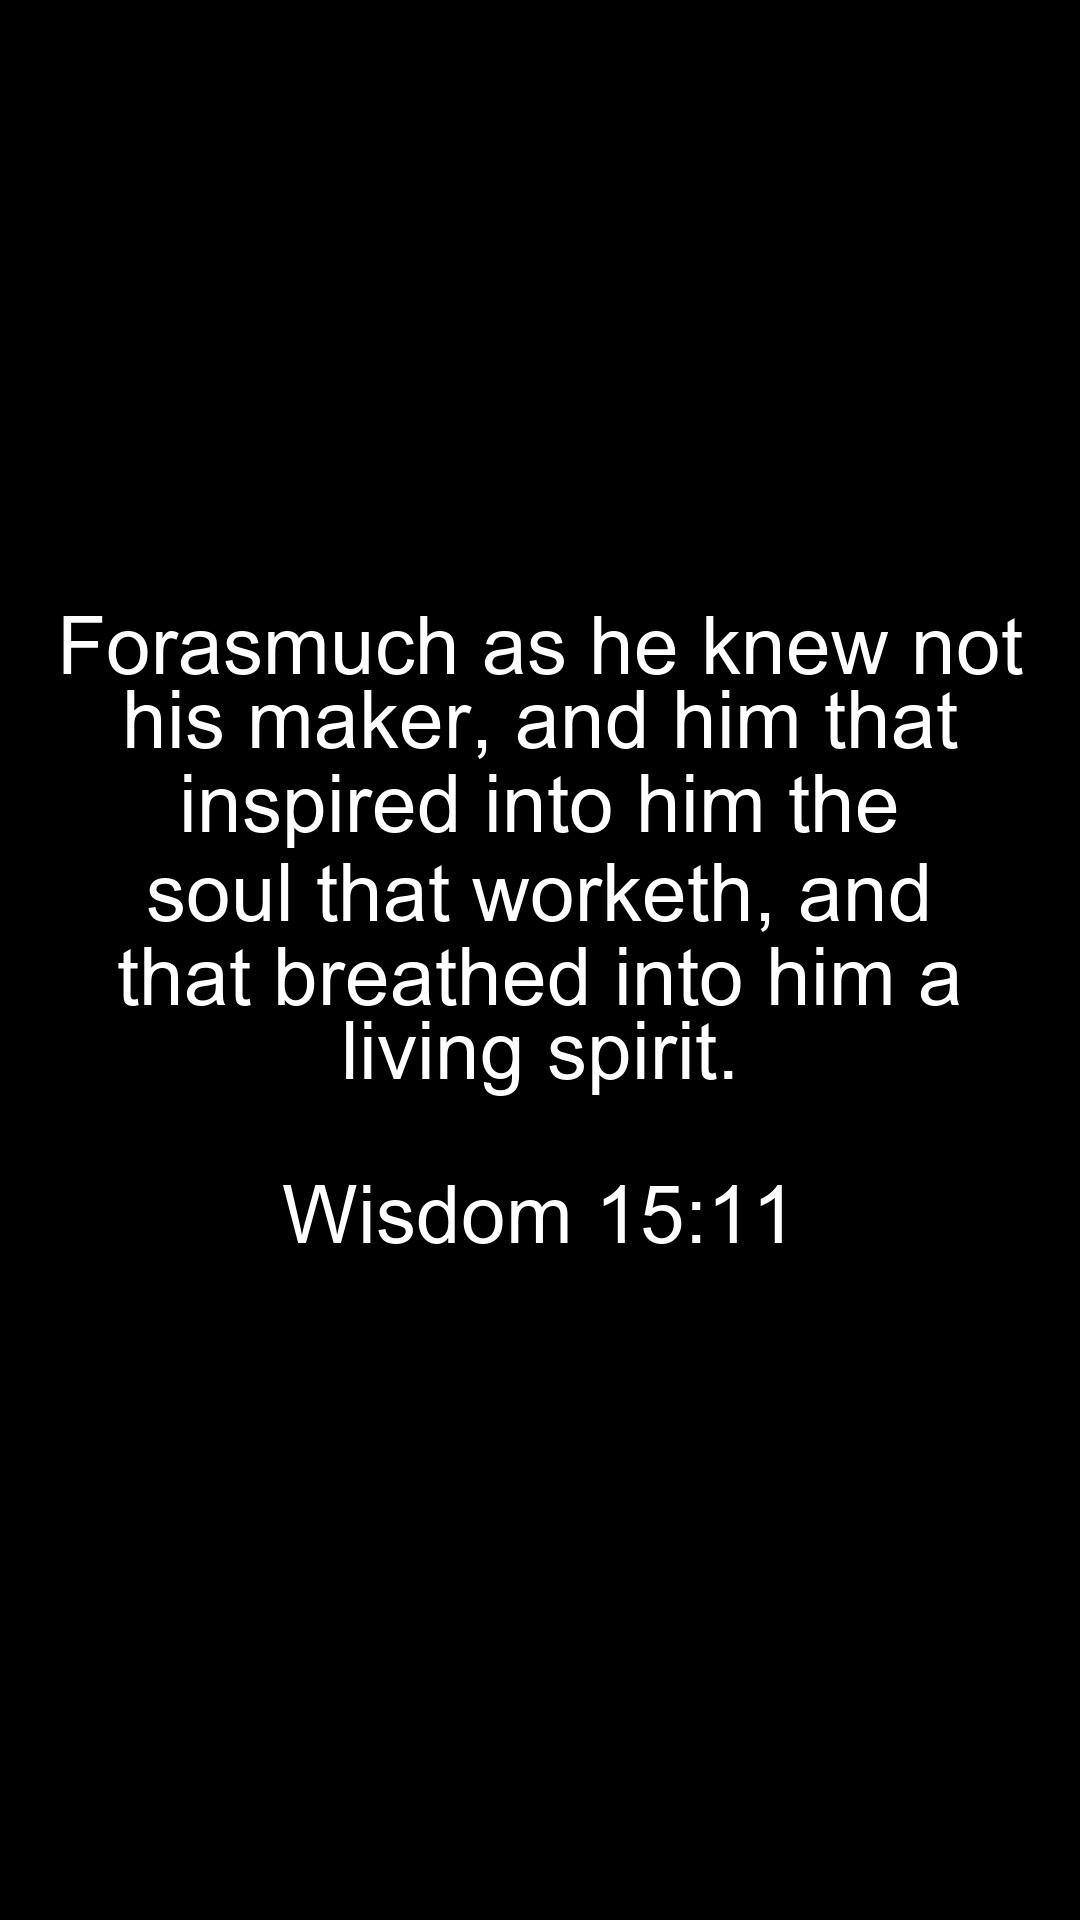 Forasmuch as he knew not
his maker, and him that
inspired into him the
soul that worketh, and
that breathed into him a
living spirit.
Wisdom 15:11